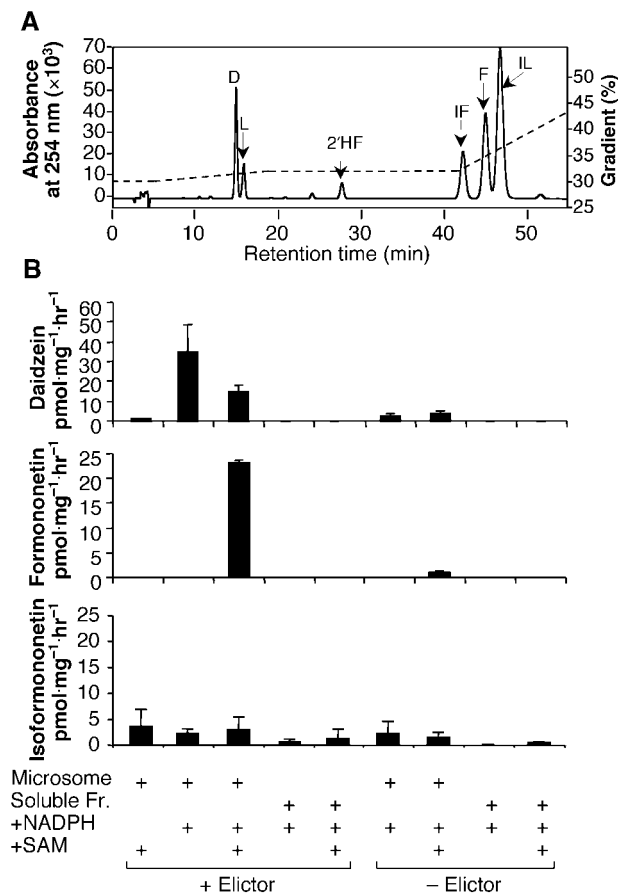 A
Absorbance
at 254 nm (×10³)
70
60
50
40
30
20
10
0
D
L
2′HF
IF
F
IL
50
45
40
35
30
25
Gradient (%)
0 10 20 30 40 50
Retention time (min)
B
Daidzein
pmol·mg⁻¹·hr⁻¹
60
50
40
30
20
10
0
Formononetin
pmol·mg⁻¹·hr⁻¹
25
20
15
10
5
0
Isoformononetin
pmol·mg⁻¹·hr⁻¹
25
20
15
10
5
0
Microsome + + + + +
Soluble Fr. + + + +
+NADPH + + + + + + + +
+SAM + + + + +
+ Elictor – Elictor